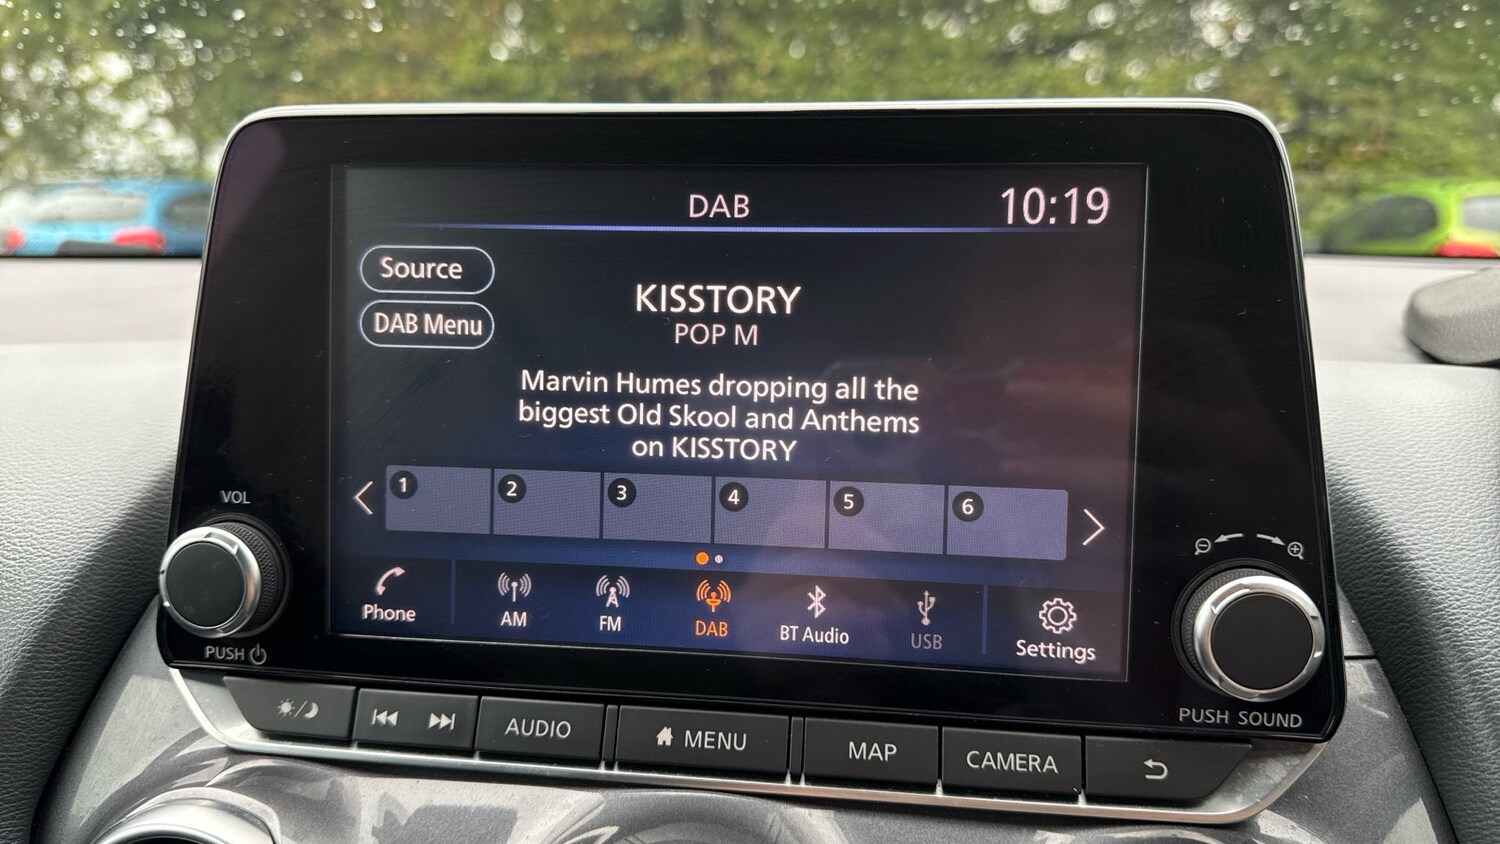 DAB
10:19
Source
DAB Menu
KISSTORY
POP M
Marvin Humes dropping all the
biggest Old Skool and Anthems
on KISSTORY
1 2 3 4 5 6
Phone AM FM DAB BT Audio USB Settings
VOL
PUSH
PUSH SOUND
AUDIO MENU MAP CAMERA